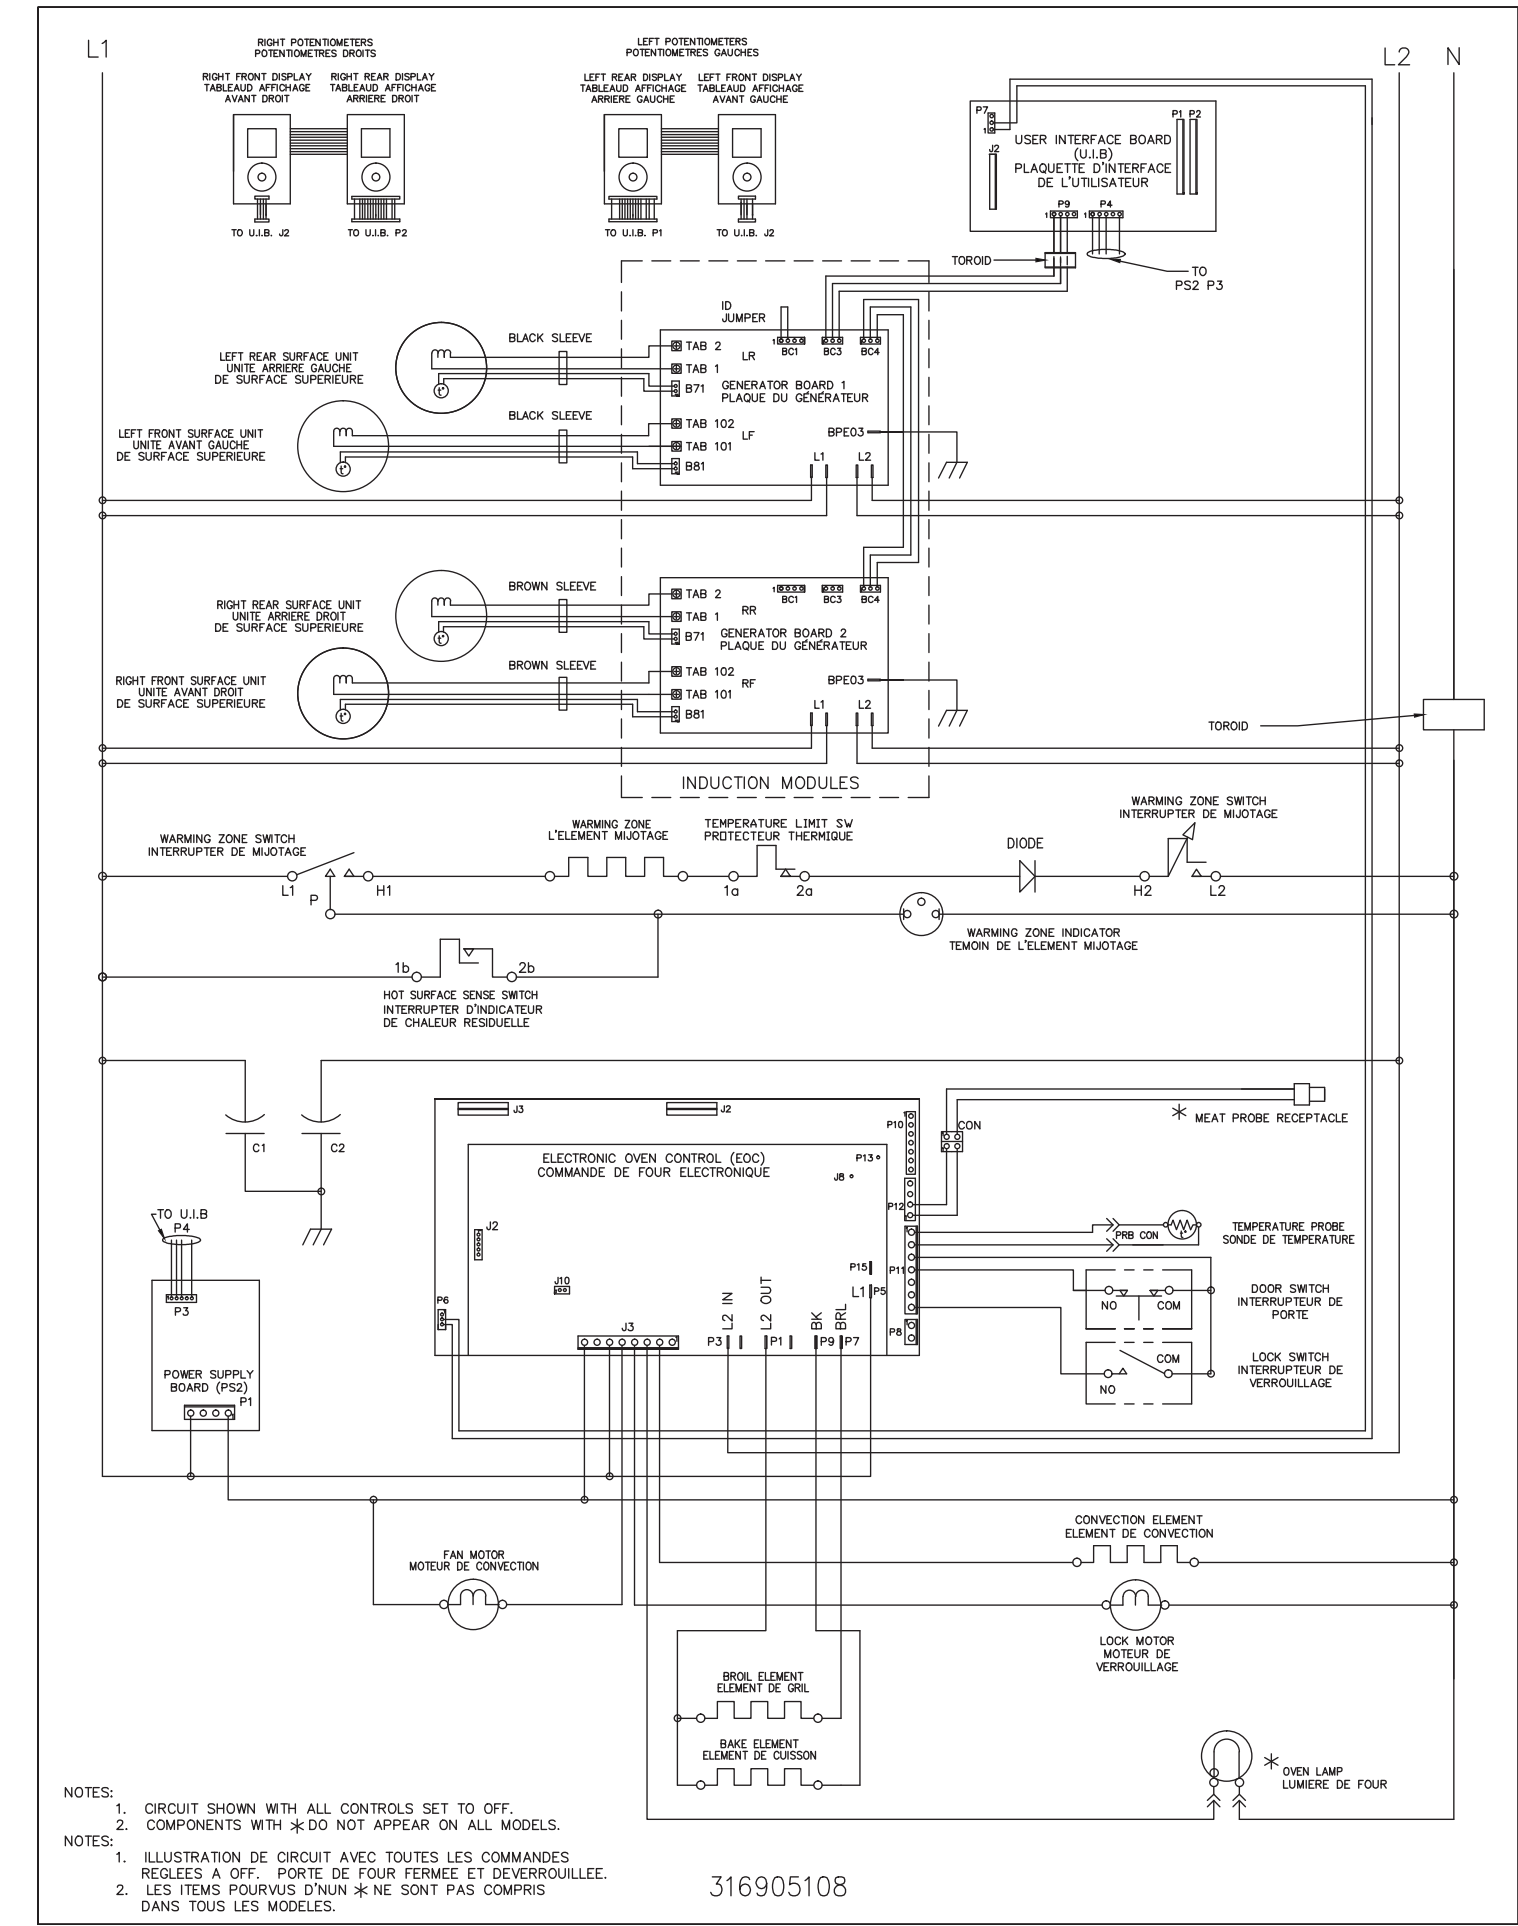 L1
RIGHT POTENTIOMETERS
POTENTIOMETRES DROITS
LEFT POTENTIOMETERS
POTENTIOMETRES GAUCHES
L2
N
RIGHT FRONT DISPLAY
TABLEAUD AFFICHAGE
AVANT DROIT
RIGHT REAR DISPLAY
TABLEAUD AFFICHAGE
ARRIERE DROIT
LEFT REAR DISPLAY
TABLEAUD AFFICHAGE
ARRIERE GAUCHE
LEFT FRONT DISPLAY
TABLEAUD AFFICHAGE
AVANT GAUCHE
TO U.I.B. J2
TO U.I.B. P2
TO U.I.B. P1
TO U.I.B. J2
P7
1
P1 P2
J2
USER INTERFACE BOARD
(U.I.B)
PLAQUETTE D'INTERFACE
DE L'UTILISATEUR
P9
P4
1
1
TOROID
TO
PS2 P3
ID
JUMPER
1
BC1
BC3
BC4
LEFT REAR SURFACE UNIT
UNITE ARRIERE GAUCHE
DE SURFACE SUPERIEURE
BLACK SLEEVE
t°
TAB 2
LR
TAB 1
B71
GENERATOR BOARD 1
PLAQUE DU GÉNÉRATEUR
LEFT FRONT SURFACE UNIT
UNITE AVANT GAUCHE
DE SURFACE SUPERIEURE
BLACK SLEEVE
t°
TAB 102
LF
TAB 101
B81
BPE03
L1
L2
1
BC1
BC3
BC4
RIGHT REAR SURFACE UNIT
UNITE ARRIERE DROIT
DE SURFACE SUPERIEURE
BROWN SLEEVE
t°
TAB 2
RR
TAB 1
B71
GENERATOR BOARD 2
PLAQUE DU GÉNÉRATEUR
RIGHT FRONT SURFACE UNIT
UNITE AVANT DROIT
DE SURFACE SUPERIEURE
BROWN SLEEVE
t°
TAB 102
RF
TAB 101
B81
BPE03
L1
L2
TOROID
INDUCTION MODULES
WARMING ZONE SWITCH
INTERRUPTER DE MIJOTAGE
L1
P
H1
WARMING ZONE
L'ELEMENT MIJOTAGE
TEMPERATURE LIMIT SW
PROTECTEUR THERMIQUE
1a
2a
DIODE
WARMING ZONE SWITCH
INTERRUPTER DE MIJOTAGE
H2
L2
WARMING ZONE INDICATOR
TEMOIN DE L'ELEMENT MIJOTAGE
1b
2b
HOT SURFACE SENSE SWITCH
INTERRUPTER D'INDICATEUR
DE CHALEUR RESIDUELLE
C1
C2
J3
J2
P10
1
CON
* MEAT PROBE RECEPTACLE
ELECTRONIC OVEN CONTROL (EOC)
COMMANDE DE FOUR ELECTRONIQUE
P13
J8
P12
TO U.I.B
P4
J2
PRB CON
t°
TEMPERATURE PROBE
SONDE DE TEMPERATURE
P15
P11
L1 P5
J10
P3
P6
L2 IN
L2 OUT
BK
BRL
NO
COM
DOOR SWITCH
INTERRUPTEUR DE
PORTE
J3
P3
P1
P9
P7
P8
NO
COM
LOCK SWITCH
INTERRUPTEUR DE
VERROUILLAGE
POWER SUPPLY
BOARD (PS2)
P1
FAN MOTOR
MOTEUR DE CONVECTION
CONVECTION ELEMENT
ELEMENT DE CONVECTION
LOCK MOTOR
MOTEUR DE
VERROUILLAGE
BROIL ELEMENT
ELEMENT DE GRIL
BAKE ELEMENT
ELEMENT DE CUISSON
* OVEN LAMP
LUMIERE DE FOUR
NOTES:
1. CIRCUIT SHOWN WITH ALL CONTROLS SET TO OFF.
2. COMPONENTS WITH * DO NOT APPEAR ON ALL MODELS.
NOTES:
1. ILLUSTRATION DE CIRCUIT AVEC TOUTES LES COMMANDES
REGLEES A OFF. PORTE DE FOUR FERMEE ET DEVERROUILLEE.
2. LES ITEMS POURVUS D'NUN * NE SONT PAS COMPRIS
DANS TOUS LES MODELES.
316905108